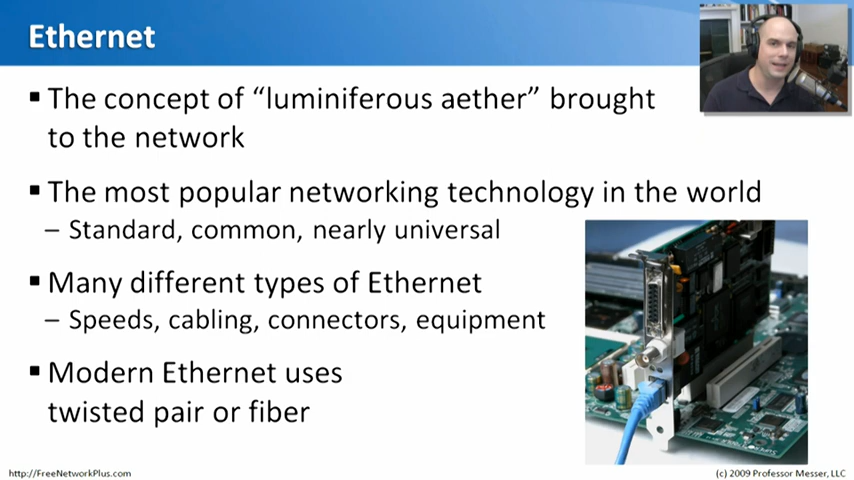 Ethernet
▪ The concept of “luminiferous aether” brought
to the network
▪ The most popular networking technology in the world
– Standard, common, nearly universal
▪ Many different types of Ethernet
– Speeds, cabling, connectors, equipment
▪ Modern Ethernet uses
twisted pair or fiber
http://FreeNetworkPlus.com
(c) 2009 Professor Messer, LLC